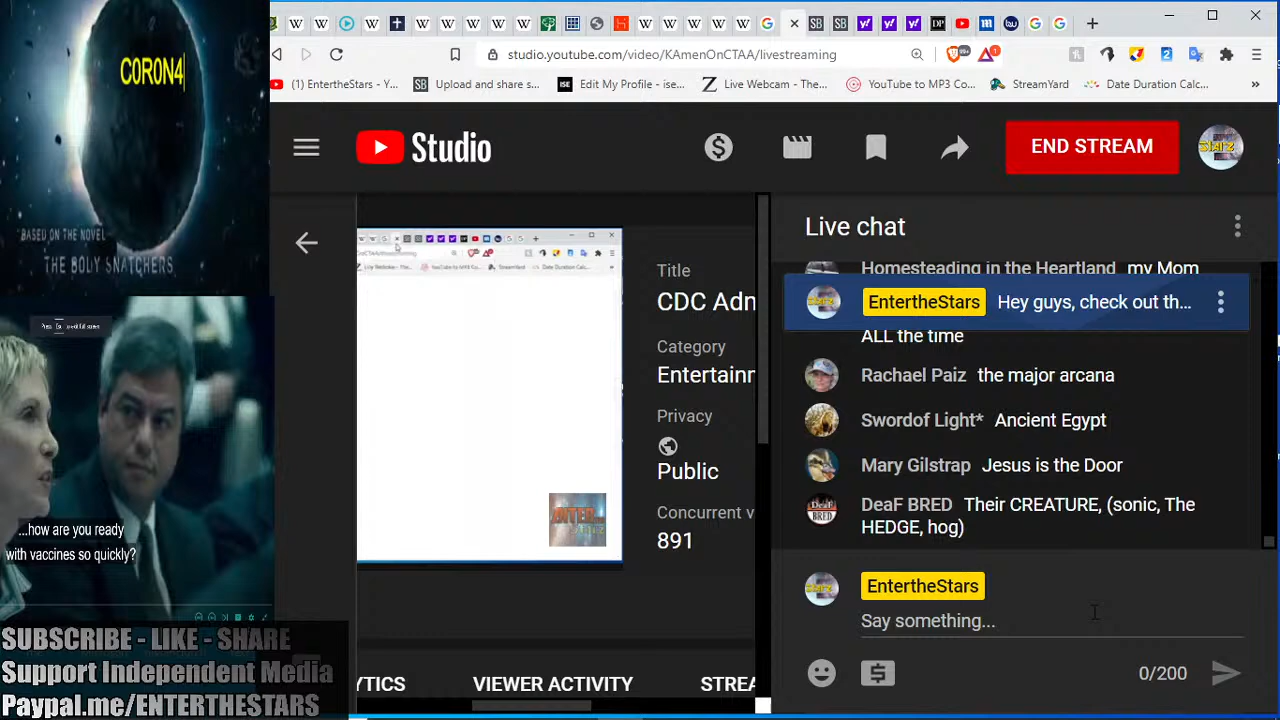 CORON4
"BASED ON THE NOVEL
THE BODY SNATCHERS"
...how are you ready
with vaccines so quickly?
SUBSCRIBE - LIKE - SHARE
Support Independent Media
Paypal.me/ENTERTHESTARS
studio.youtube.com/video/KAmenOnCTAA/livestreaming
(1) EntertheStars - Y...
Upload and share s...
Edit My Profile - ise...
Live Webcam - The...
YouTube to MP3 Co...
StreamYard
Date Duration Calc...
Studio
END STREAM
Title
CDC Adn
Category
Entertainn
Privacy
Public
Concurrent v
891
YTICS
VIEWER ACTIVITY
STREA
Live chat
Homesteading in the Heartland my Mom
EntertheStars Hey guys, check out th...
ALL the time
Rachael Paiz the major arcana
Swordof Light* Ancient Egypt
Mary Gilstrap Jesus is the Door
DeaF BRED Their CREATURE, (sonic, The
HEDGE, hog)
EntertheStars
Say something...
0/200